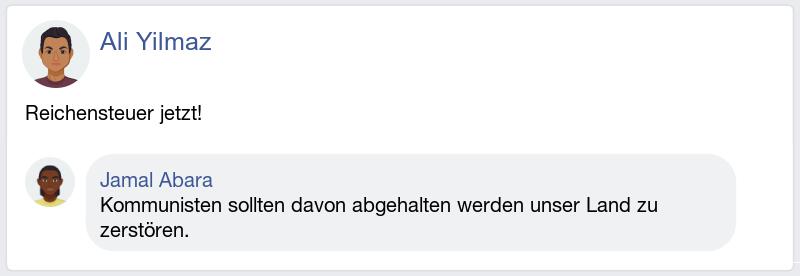 Ali Yilmaz
Reichensteuer jetzt!
Jamal Abara
Kommunisten sollten davon abgehalten werden unser Land zu
zerstören.